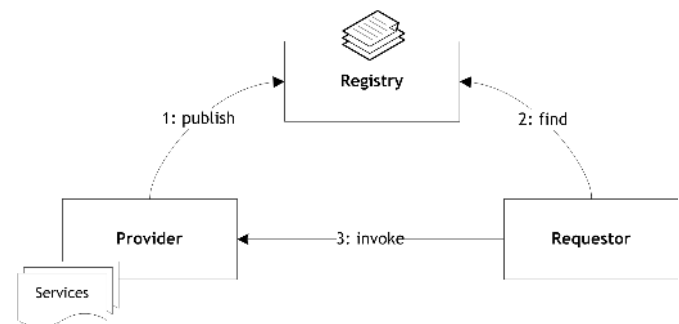 Registry
1: publish
2: find
Provider
3: invoke
Requestor
Services